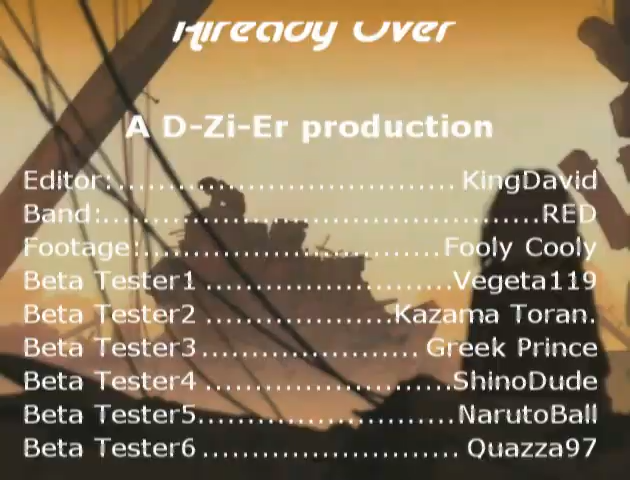 Already Over
A D-Zi-Er production
Editor:.................................. KingDavid
Band:............................................RED
Footage:..............................Fooly Cooly
Beta Tester1 .........................Vegeta119
Beta Tester2 ...................Kazama Toran.
Beta Tester3...................... Greek Prince
Beta Tester4 .........................ShinoDude
Beta Tester5..........................NarutoBall
Beta Tester6.......................... Quazza97